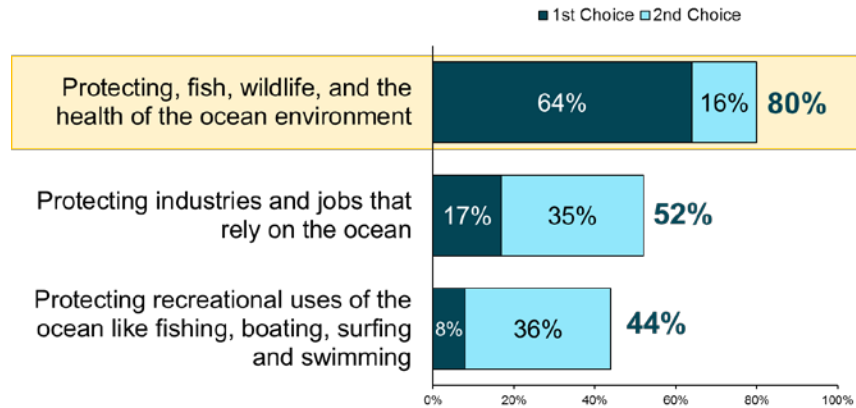 1st Choice 2nd Choice
Protecting, fish, wildlife, and the
health of the ocean environment
64% 16% 80%
Protecting industries and jobs that
rely on the ocean
17% 35% 52%
Protecting recreational uses of the
ocean like fishing, boating, surfing
and swimming
8% 36% 44%
0% 20% 40% 60% 80% 100%